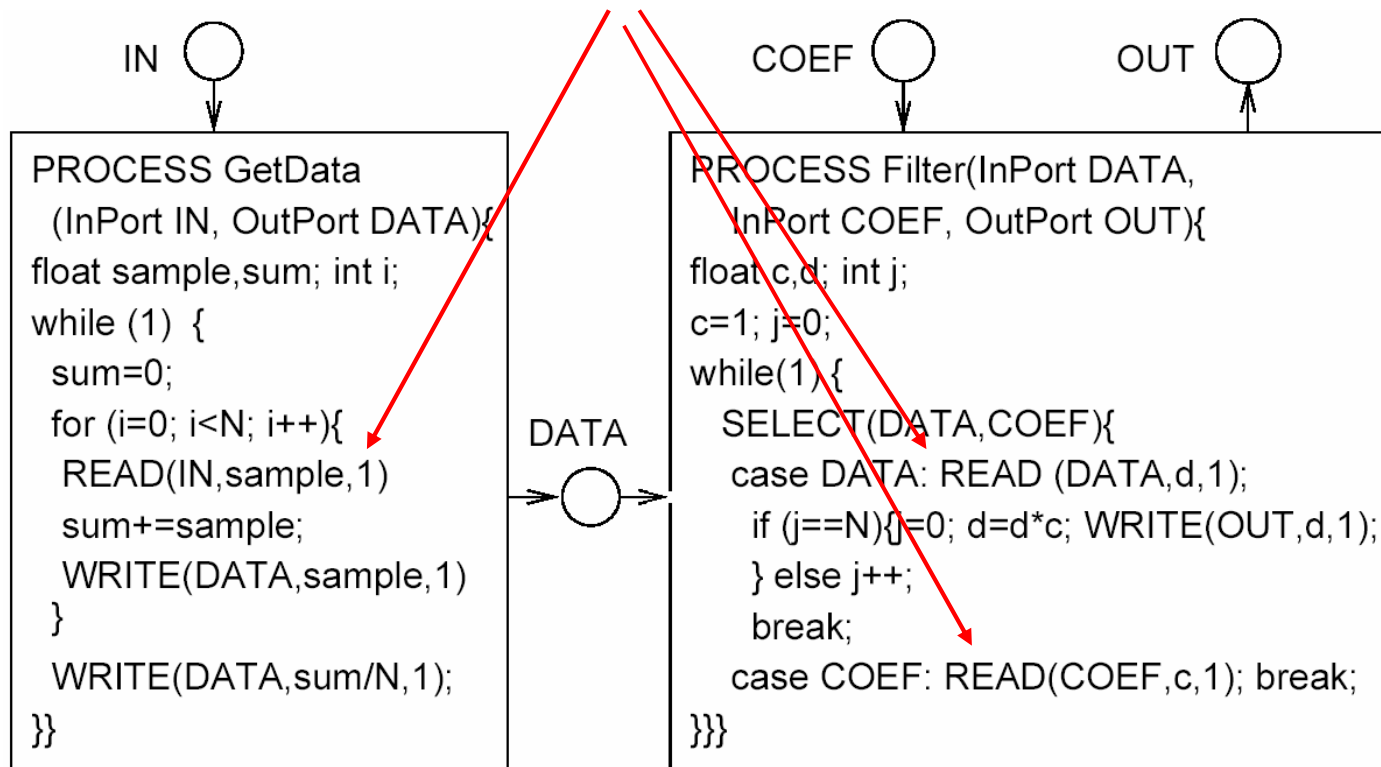 IN
COEF
OUT
PROCESS GetData
(InPort IN, OutPort DATA){
float sample,sum; int i;
while (1) {
sum=0;
for (i=0; i<N; i++){
READ(IN,sample,1)
sum+=sample;
WRITE(DATA,sample,1)
}
WRITE(DATA,sum/N,1);
}}
DATA
PROCESS Filter(InPort DATA,
InPort COEF, OutPort OUT){
float c,d; int j;
c=1; j=0;
while(1) {
SELECT(DATA,COEF){
case DATA: READ (DATA,d,1);
if (j==N){j=0; d=d*c; WRITE(OUT,d,1);
} else j++;
break;
case COEF: READ(COEF,c,1); break;
}}}